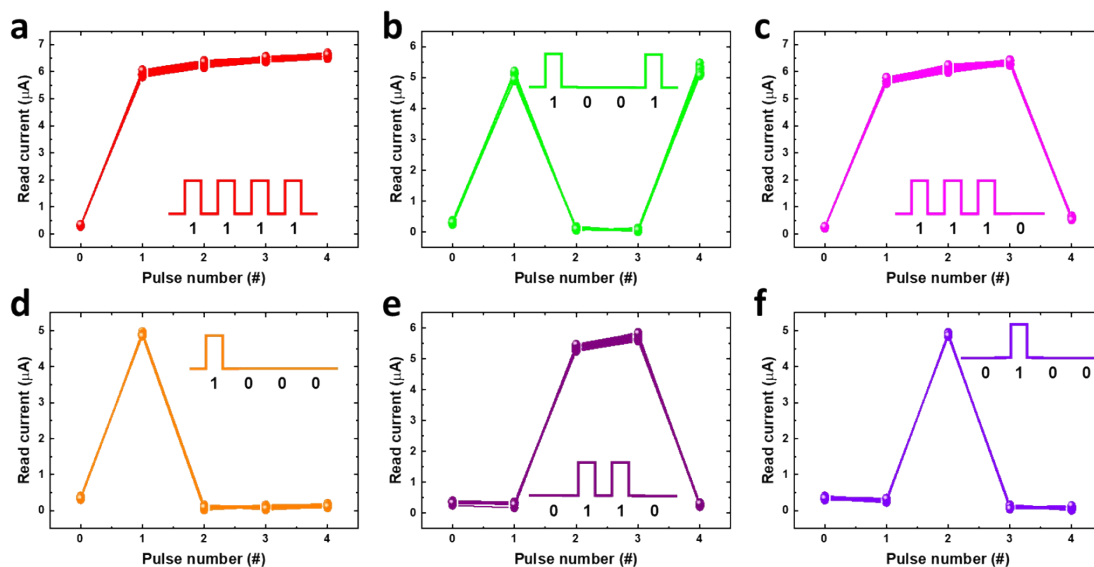 a
Read current (μA)
7
6
5
4
3
2
1
0
1 1 1 1
0 1 2 3 4
Pulse number (#)
b
Read current (μA)
6
5
4
3
2
1
0
1 0 0 1
0 1 2 3 4
Pulse number (#)
c
Read current (μA)
7
6
5
4
3
2
1
0
1 1 1 0
0 1 2 3 4
Pulse number (#)
d
Read current (μA)
5
4
3
2
1
0
1 0 0 0
0 1 2 3 4
Pulse number (#)
e
Read current (μA)
6
5
4
3
2
1
0
0 1 1 0
0 1 2 3 4
Pulse number (#)
f
Read current (μA)
5
4
3
2
1
0
0 1 0 0
0 1 2 3 4
Pulse number (#)